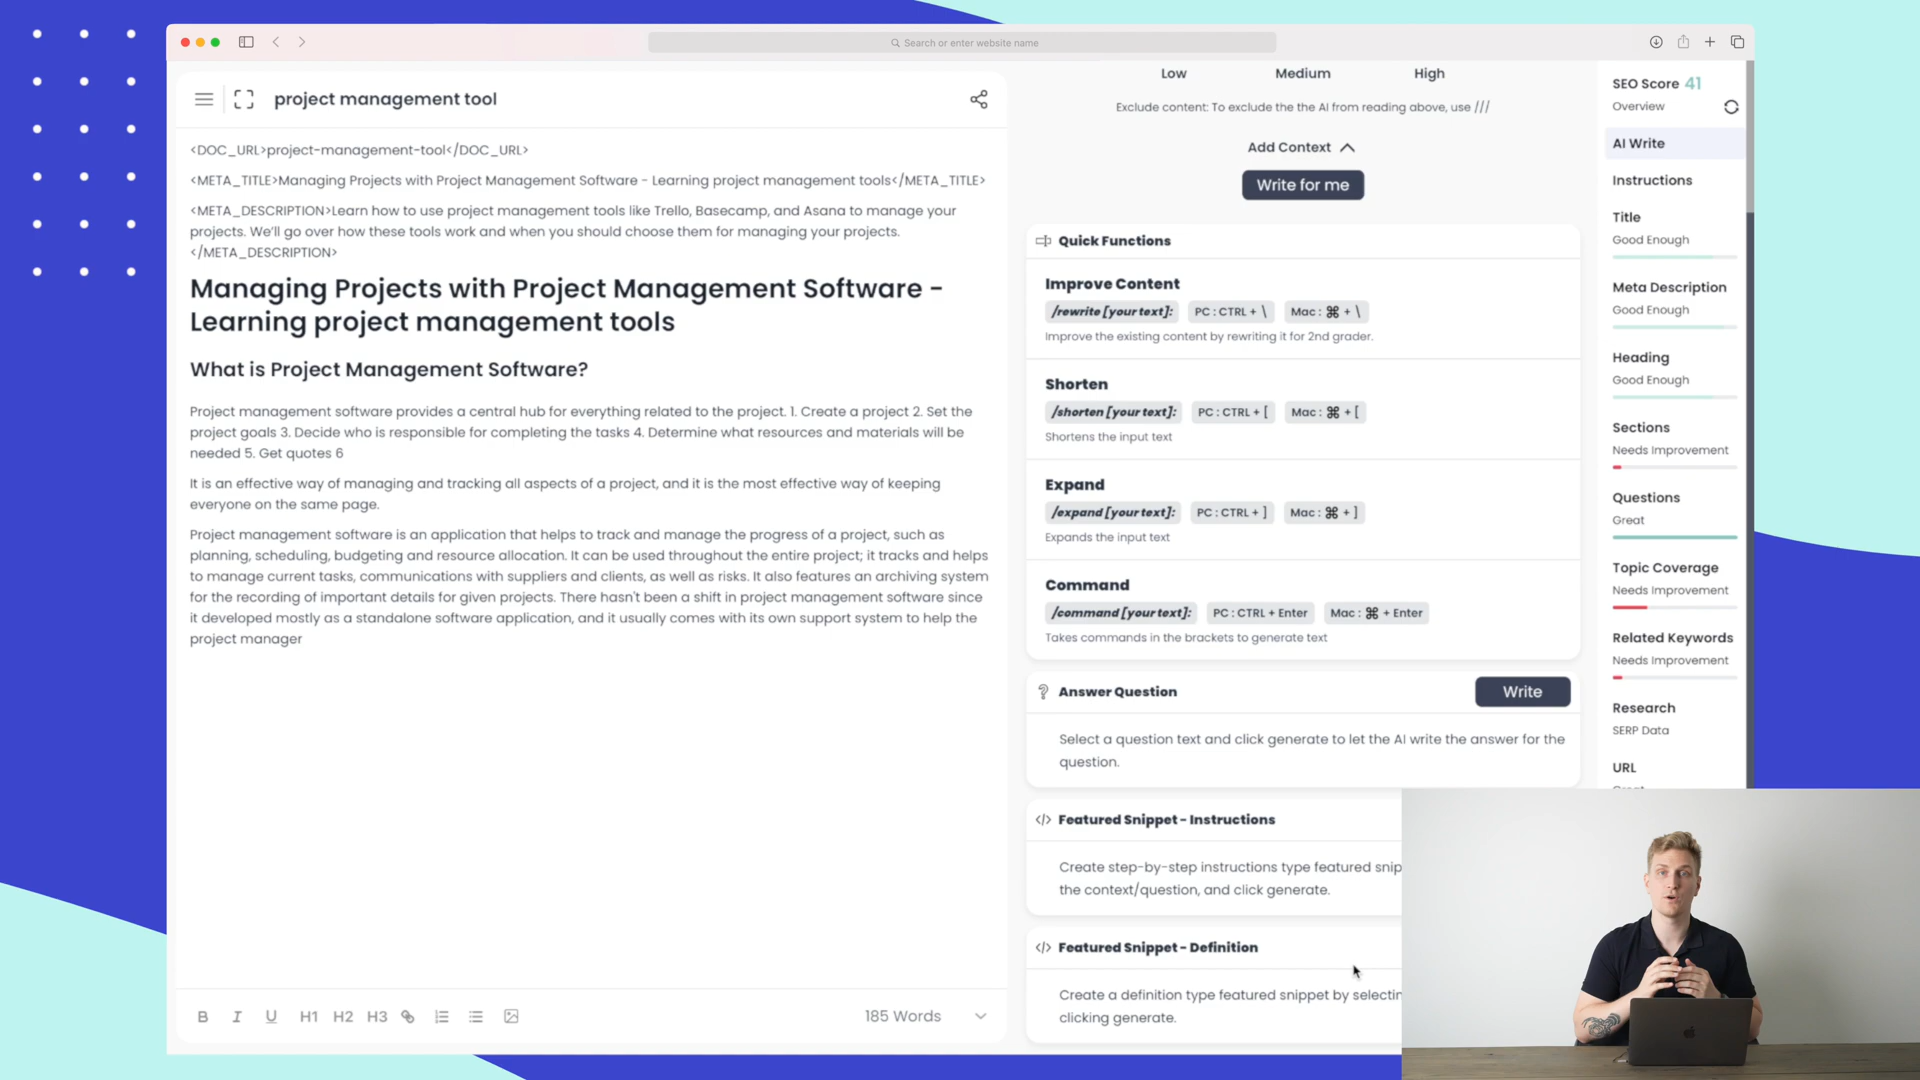 Search or enter website name
project management tool
<DOC_URL>project-management-tool</DOC_URL>
<META_TITLE>Managing Projects with Project Management Software - Learning project management tools</META_TITLE>
<META_DESCRIPTION>Learn how to use project management tools like Trello, Basecamp, and Asana to manage your
projects. We'll go over how these tools work and when you should choose them for managing your projects.
</META_DESCRIPTION>
Managing Projects with Project Management Software -
Learning project management tools
What is Project Management Software?
Project management software provides a central hub for everything related to the project. 1. Create a project 2. Set the
project goals 3. Decide who is responsible for completing the tasks 4. Determine what resources and materials will be
needed 5. Get quotes 6
It is an effective way of managing and tracking all aspects of a project, and it is the most effective way of keeping
everyone on the same page.
Project management software is an application that helps to track and manage the progress of a project, such as
planning, scheduling, budgeting and resource allocation. It can be used throughout the entire project; it tracks and helps
to manage current tasks, communications with suppliers and clients, as well as risks. It also features an archiving system
for the recording of important details for given projects. There hasn't been a shift in project management software since
it developed mostly as a standalone software application, and it usually comes with its own support system to help the
project manager
B I U H1 H2 H3
185 Words
Low Medium High
Exclude content: To exclude the the AI from reading above, use ///
Add Context
Write for me
Quick Functions
Improve Content
/rewrite [your text]: PC : CTRL + \ Mac : ⌘ + \
Improve the existing content by rewriting it for 2nd grader.
Shorten
/shorten [your text]: PC : CTRL + [ Mac : ⌘ + [
Shortens the input text
Expand
/expand [your text]: PC : CTRL + ] Mac : ⌘ + ]
Expands the input text
Command
/command [your text]: PC : CTRL + Enter Mac : ⌘ + Enter
Takes commands in the brackets to generate text
Answer Question
Write
Select a question text and click generate to let the AI write the answer for the
question.
</> Featured Snippet - Instructions
Create step-by-step instructions type featured snip
the context/question, and click generate.
</> Featured Snippet - Definition
Create a definition type featured snippet by selectin
clicking generate.
SEO Score 41
Overview
AI Write
Instructions
Title
Good Enough
Meta Description
Good Enough
Heading
Good Enough
Sections
Needs Improvement
Questions
Great
Topic Coverage
Needs Improvement
Related Keywords
Needs Improvement
Research
SERP Data
URL